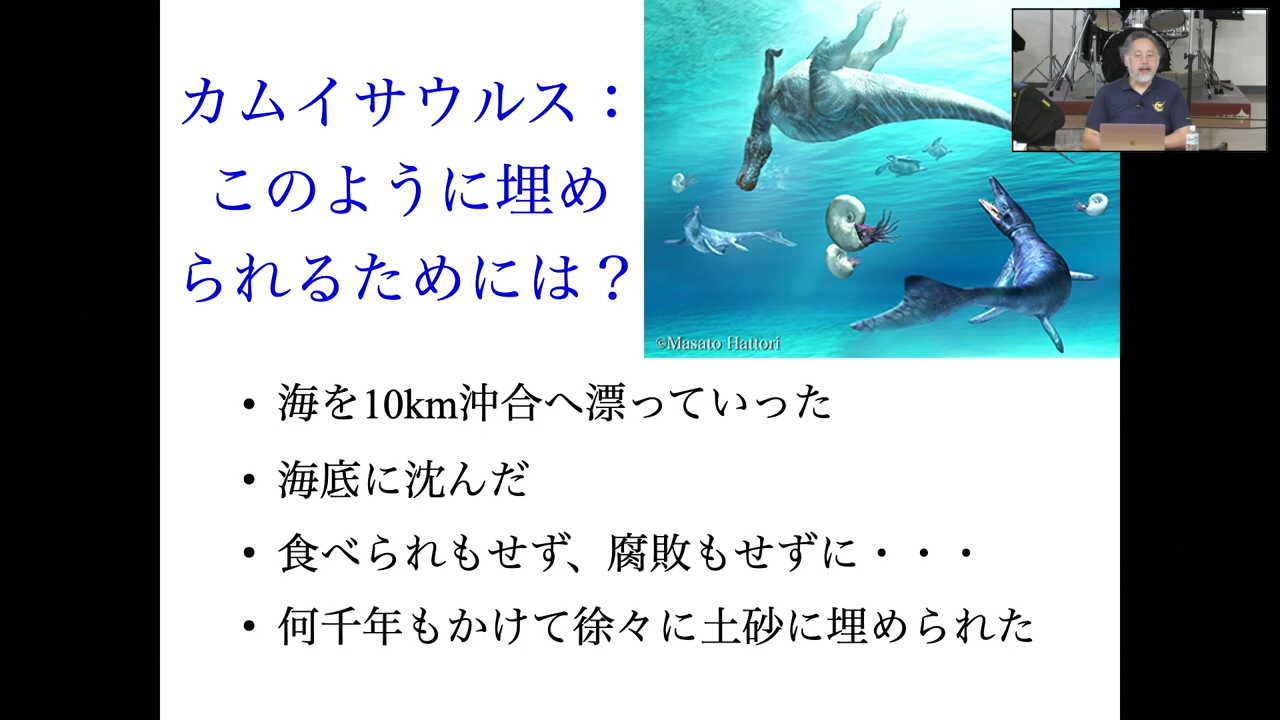 カムイサウルス：
このように埋め
られるためには？
©Masato Hattori
・海を10km沖合へ漂っていった
・海底に沈んだ
・食べられもせず、腐敗もせずに・・・
・何千年もかけて徐々に土砂に埋められた